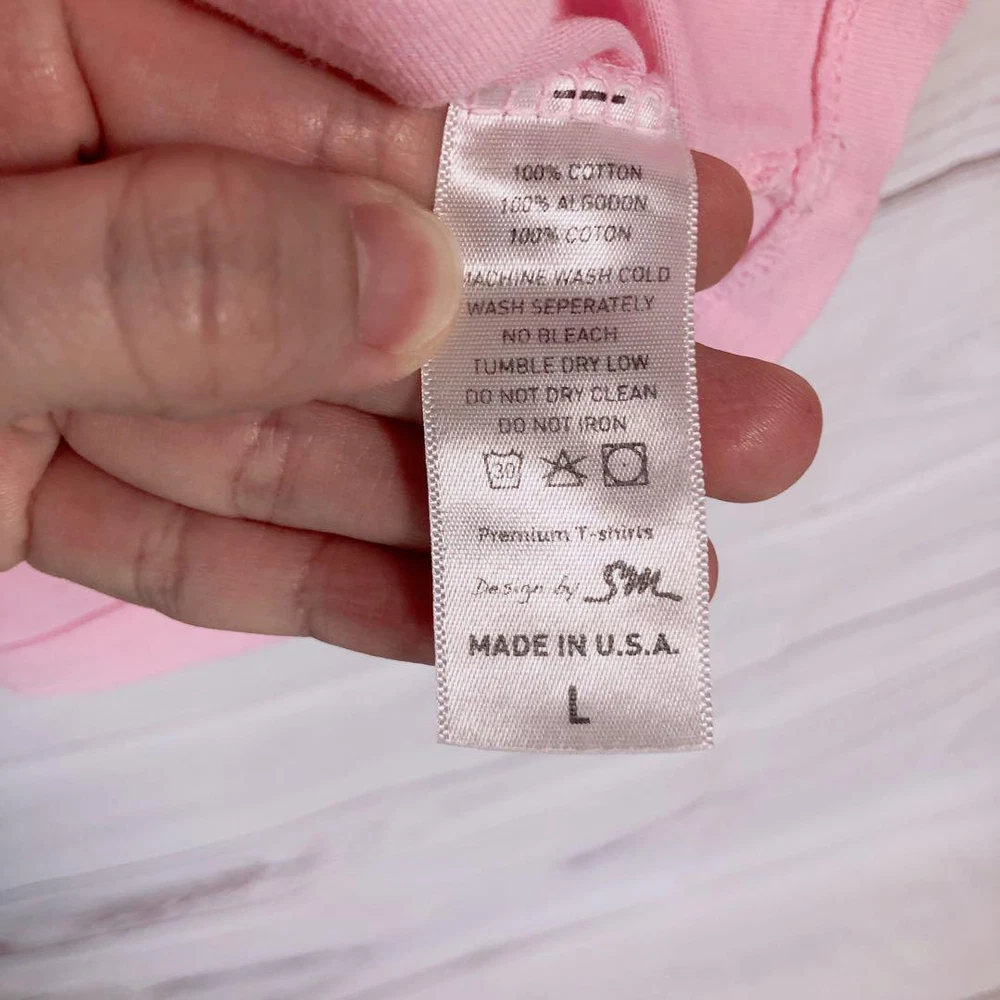 100% COTTON
100% ALGODON
100% COTON
MACHINE WASH COLD
WASH SEPERATELY
NO BLEACH
TUMBLE DRY LOW
DO NOT DRY CLEAN
DO NOT IRON
30
Premium T-shirts
Design by SML
MADE IN U.S.A.
L